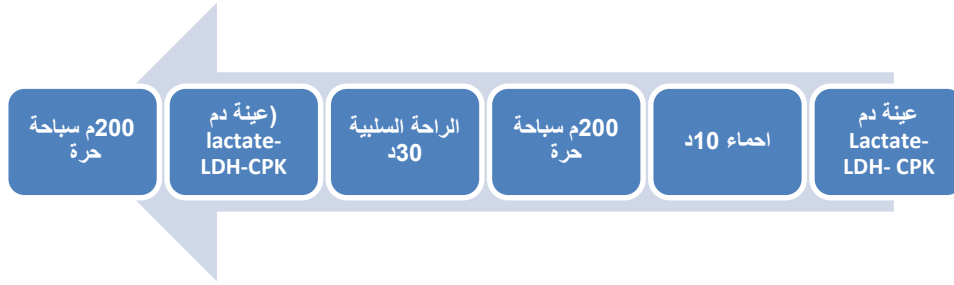 عينة دم
Lactate-
LDH- CPK
احماء 10د
200م سباحة
حرة
الراحة السلبية
30د
(عينة دم
lactate-
LDH-CPK
200م سباحة
حرة